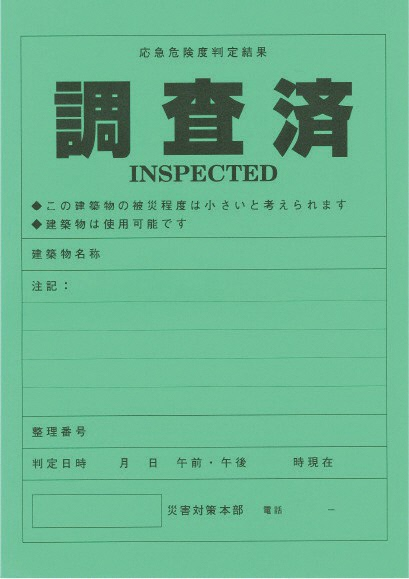 応急危険度判定結果
調査済
INSPECTED
◆この建築物の被災程度は小さいと考えられます
◆建築物は使用可能です
建築物名称
注記：
整理番号
判定日時　月　日　午前・午後　時現在
災害対策本部　電話　－